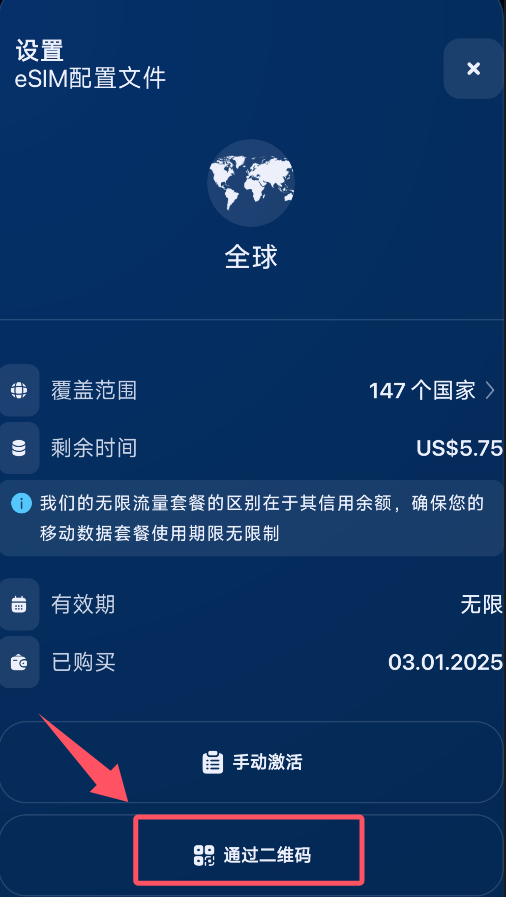 设置
eSIM配置文件
全球
覆盖范围 147 个国家
剩余时间 US$5.75
我们的无限流量套餐的区别在于其信用余额，确保您的
移动数据套餐使用期限无限制
有效期 无限
已购买 03.01.2025
手动激活
通过二维码